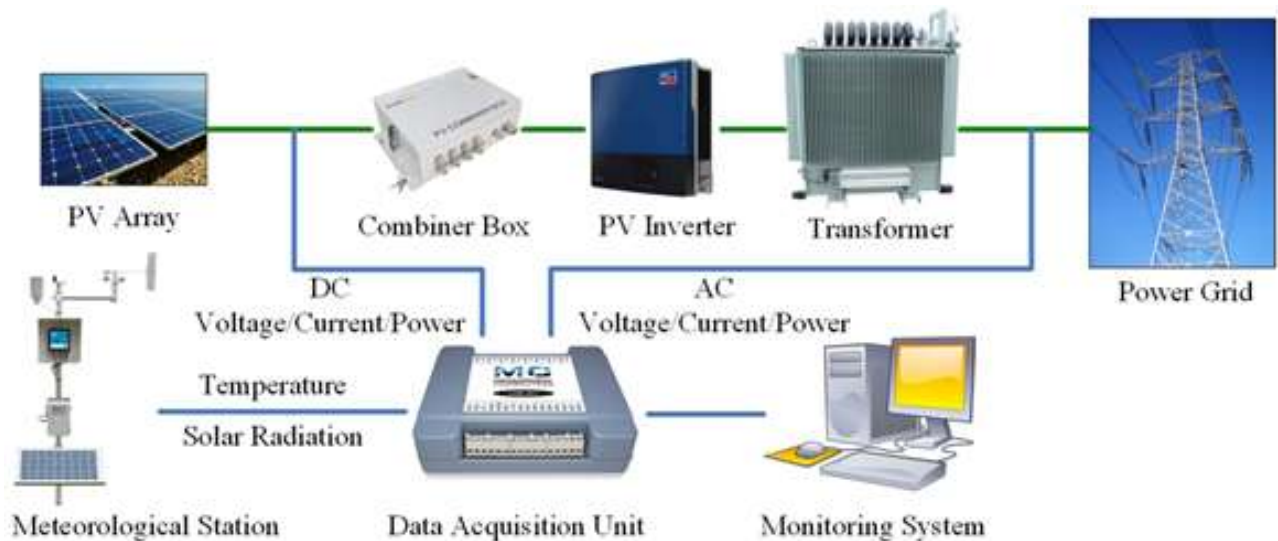 PV Array
Combiner Box
PV Inverter
Transformer
Power Grid
DC
Voltage/Current/Power
AC
Voltage/Current/Power
Temperature
Solar Radiation
MC
Meteorological Station
Data Acquisition Unit
Monitoring System